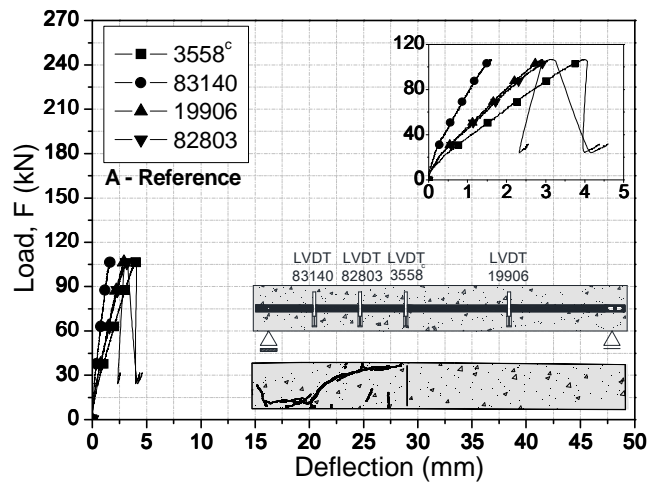 270
240
210
180
150
120
90
60
30
0
Load, F (kN)
3558c
83140
19906
82803
A - Reference
120
80
40
0
0 1 2 3 4 5
LVDT LVDT LVDT LVDT
83140 82803 3558c 19906
0 5 10 15 20 25 30 35 40 45 50
Deflection (mm)